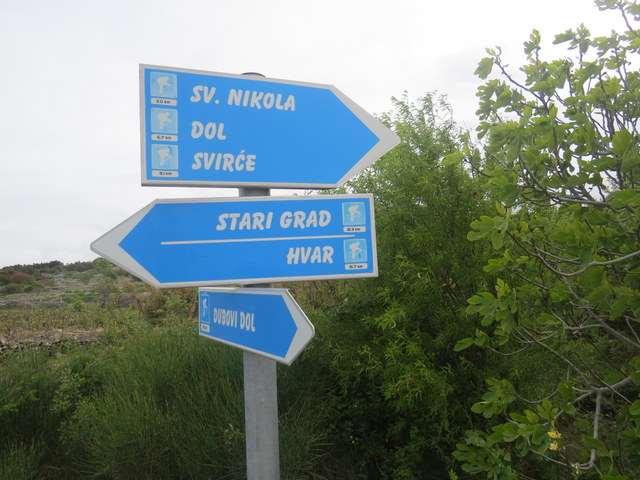 SV. NIKOLA
DOL
SVIRČE
STARI GRAD
HVAR
DUBOVI DOL